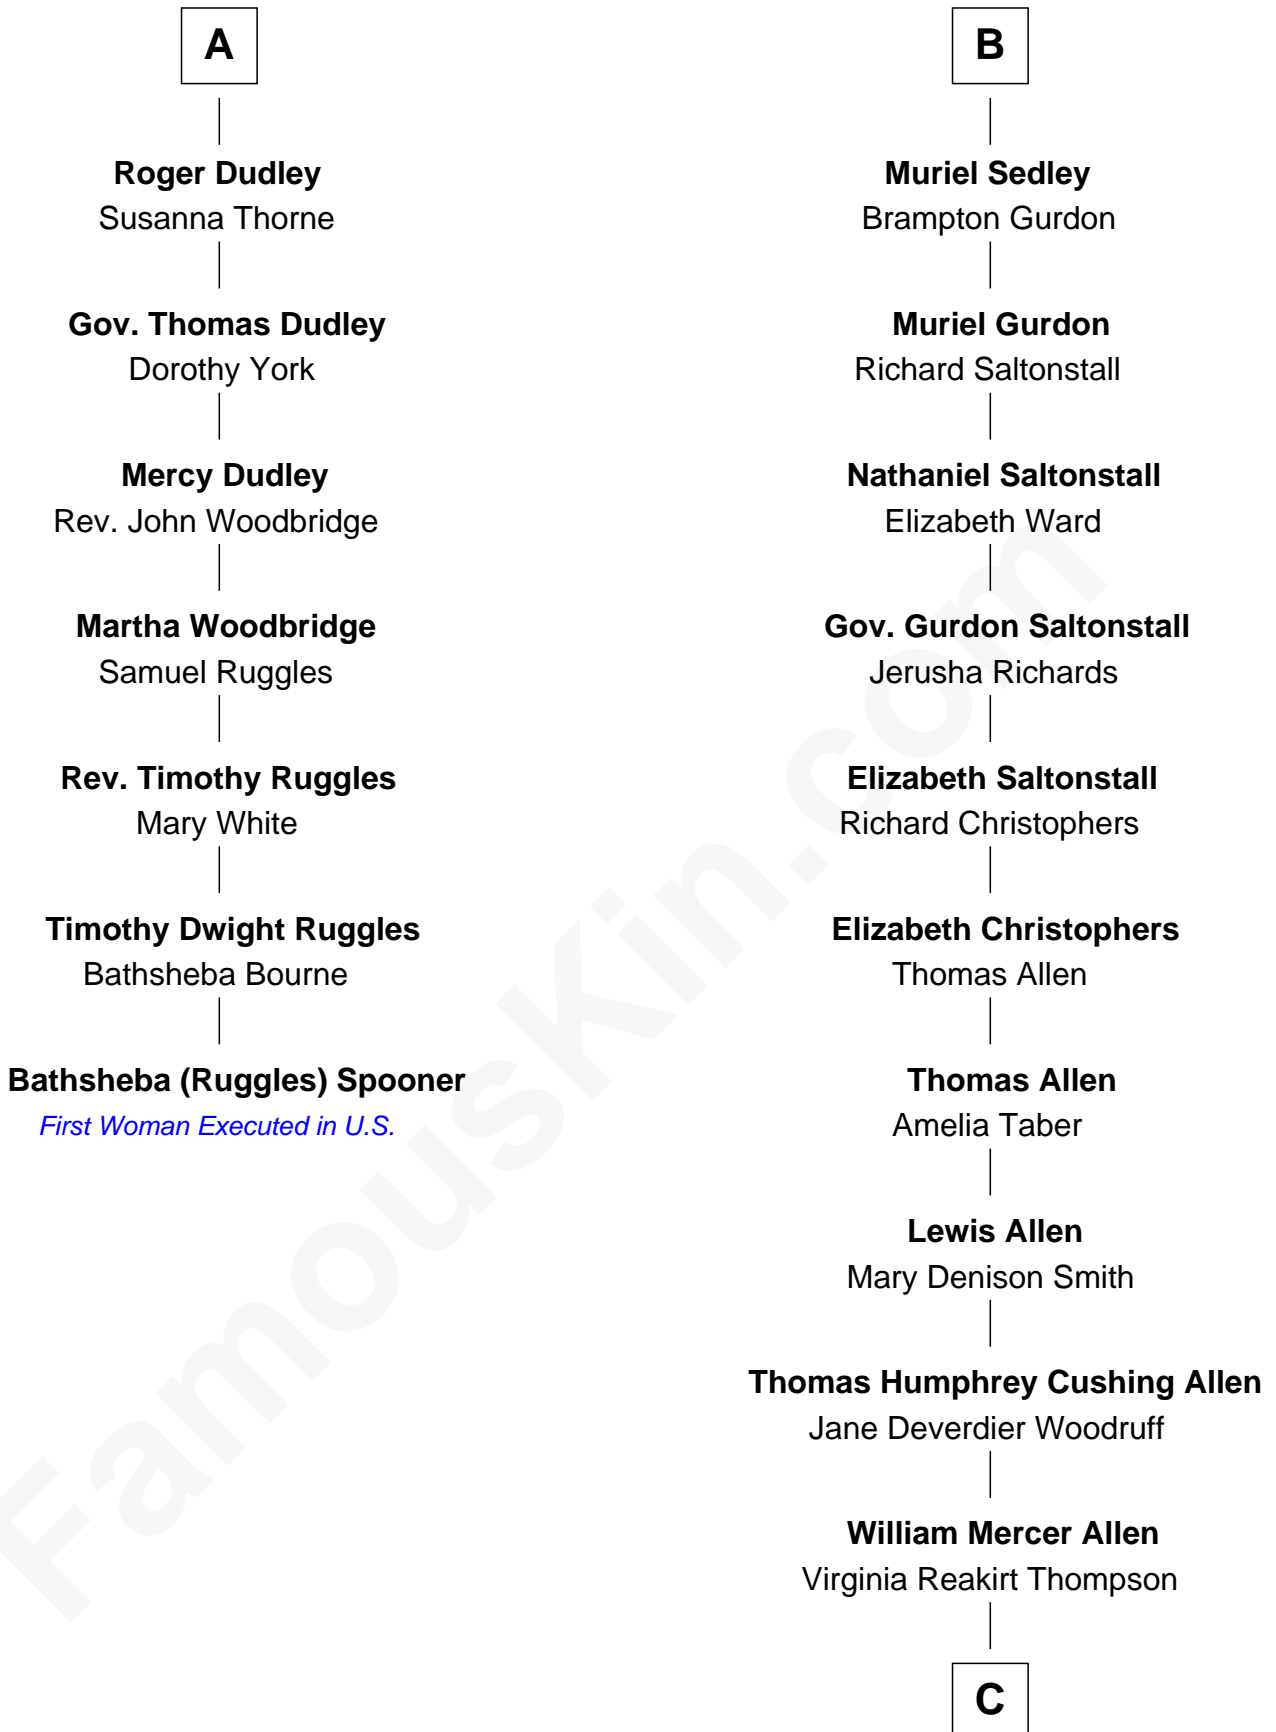 A
Roger Dudley
Susanna Thorne
Gov. Thomas Dudley
Dorothy York
Mercy Dudley
Rev. John Woodbridge
Martha Woodbridge
Samuel Ruggles
Rev. Timothy Ruggles
Mary White
Timothy Dwight Ruggles
Bathsheba Bourne
Bathsheba (Ruggles) Spooner
First Woman Executed in U.S.
B
Muriel Sedley
Brampton Gurdon
Muriel Gurdon
Richard Saltonstall
Nathaniel Saltonstall
Elizabeth Ward
Gov. Gurdon Saltonstall
Jerusha Richards
Elizabeth Saltonstall
Richard Christophers
Elizabeth Christophers
Thomas Allen
Thomas Allen
Amelia Taber
Lewis Allen
Mary Denison Smith
Thomas Humphrey Cushing Allen
Jane Deverdier Woodruff
William Mercer Allen
Virginia Reakirt Thompson
C
FamousKin.com